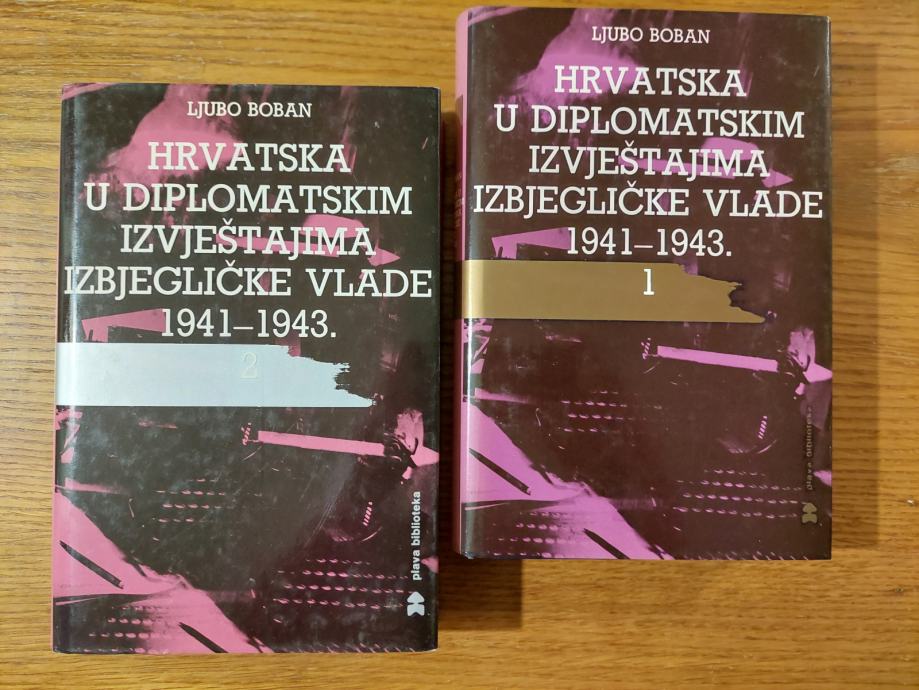 LJUBO BOBAN
HRVATSKA
U DIPLOMATSKIM
IZVJEŠTAJIMA
IZBJEGLIČKE VLADE
1941–1943.
2
plava biblioteka
LJUBO BOBAN
HRVATSKA
U DIPLOMATSKIM
IZVJEŠTAJIMA
IZBJEGLIČKE VLADE
1941–1943.
1
plava biblioteka